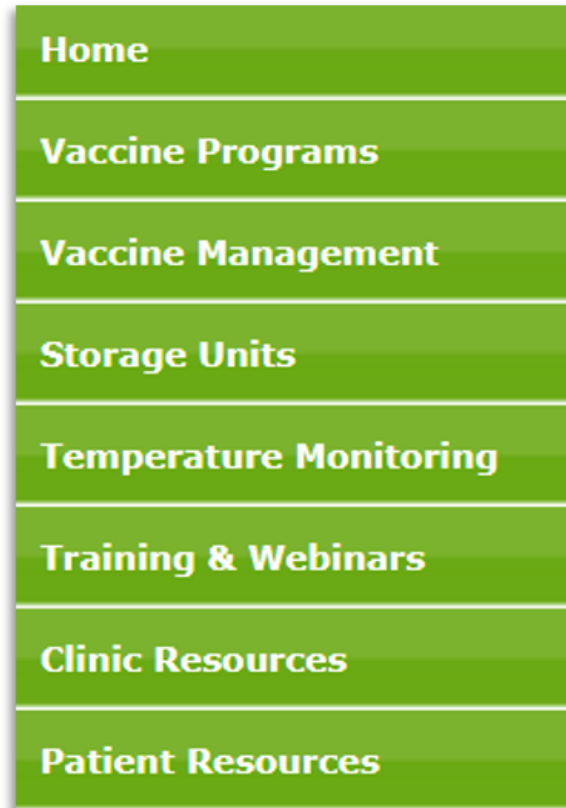 Home
Vaccine Programs
Vaccine Management
Storage Units
Temperature Monitoring
Training & Webinars
Clinic Resources
Patient Resources